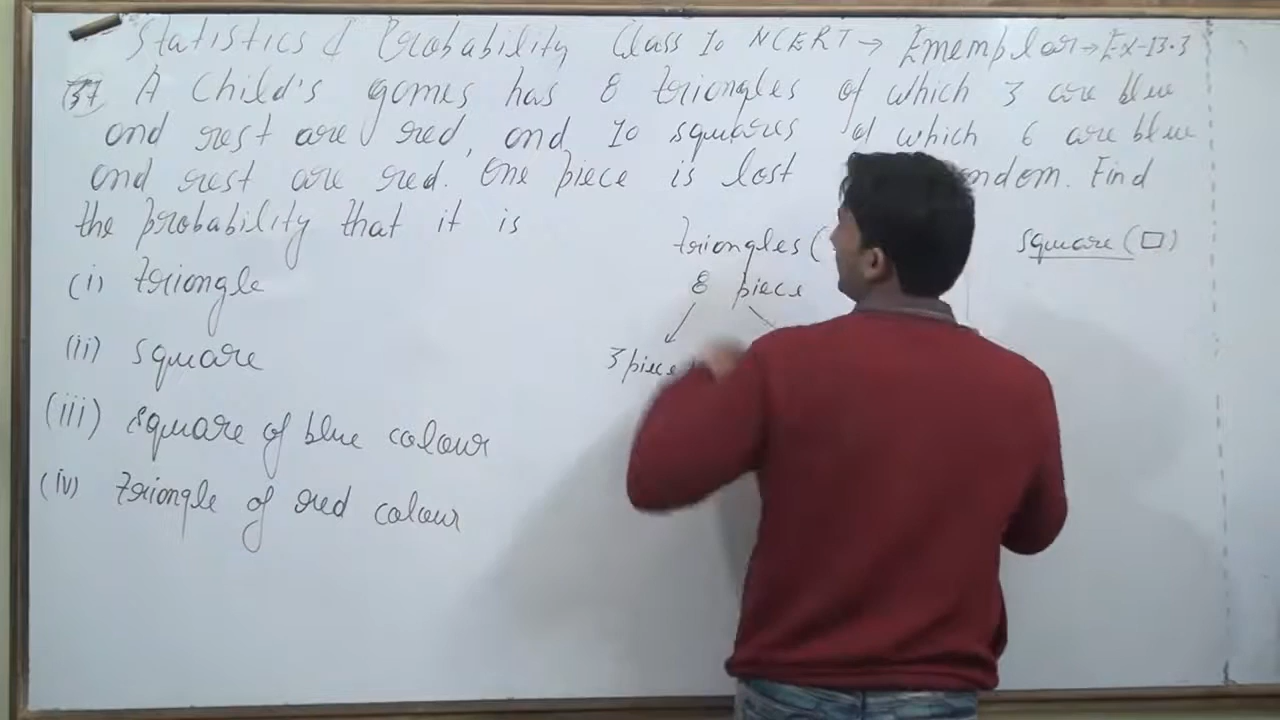 Statistics & Probability Class 10 NCERT → Exemplar → Ex-13.3
(37) A Child's games has 8 triangles of which 3 are blue
and rest are red, and 10 squares of which 6 are blue
and rest are red. One piece is lost ndom. Find
the probability that it is
(i) triangle
(ii) square
(iii) square of blue colour
(iv) triangle of red colour
triangles (
8 piece
3 piece
square (□)